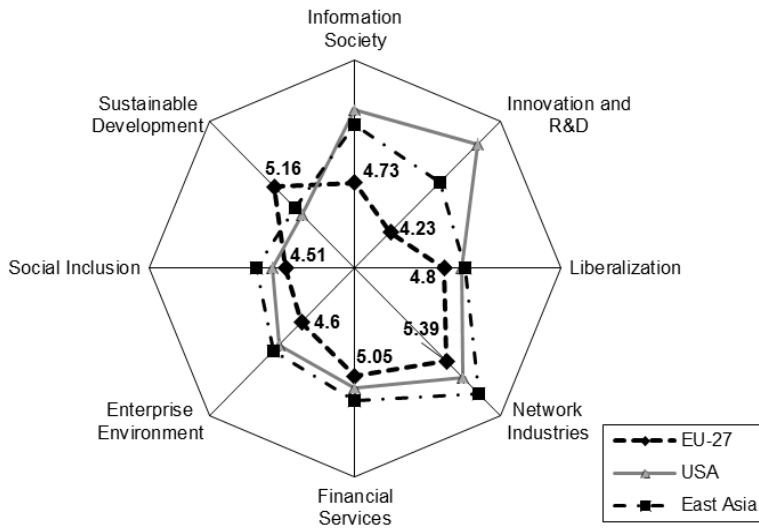 Information
Society
Sustainable
Development
Innovation and
R&D
5.16
4.73
4.23
Social Inclusion
4.51
4.8
Liberalization
4.6
5.39
5.05
Enterprise
Environment
Network
Industries
Financial
Services
EU-27
USA
East Asia